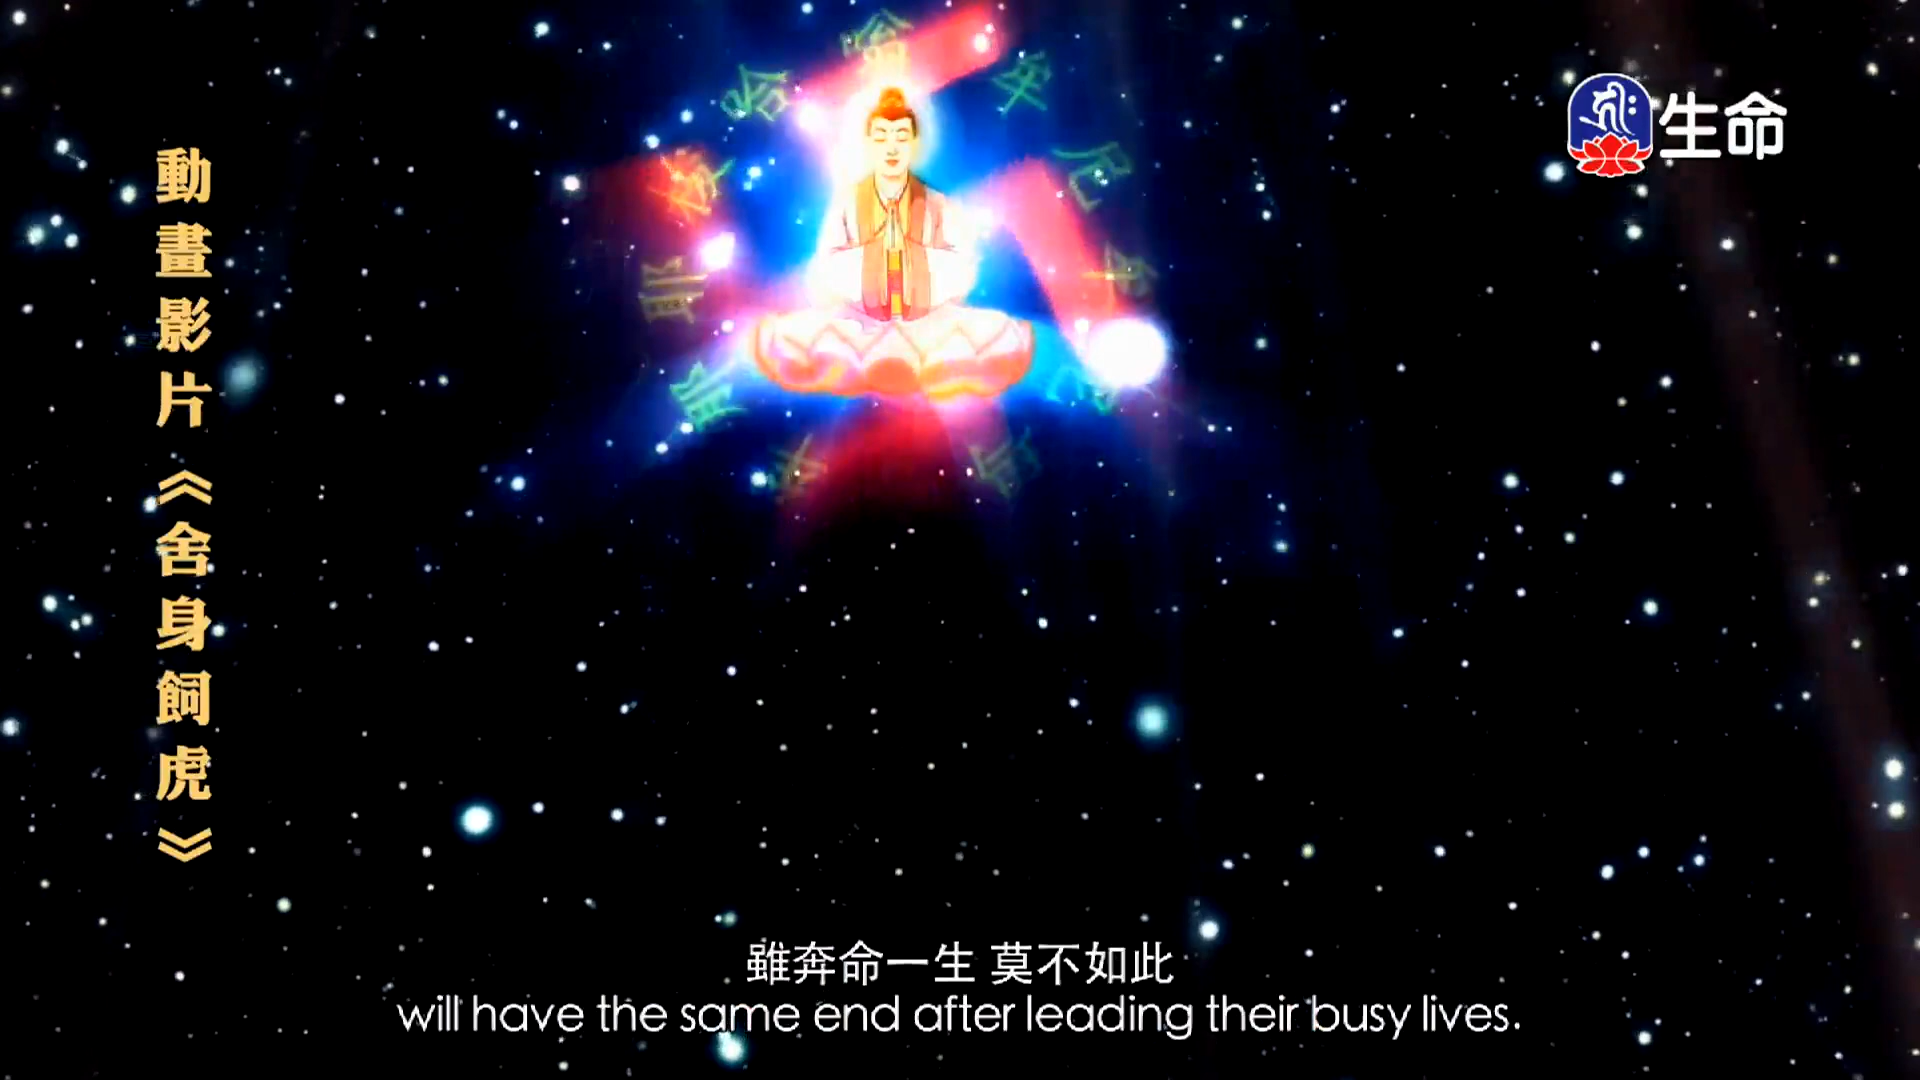 動畫影片《舍身飼虎》
生命
雖奔命一生 莫不如此
will have the same end after leading their busy lives.